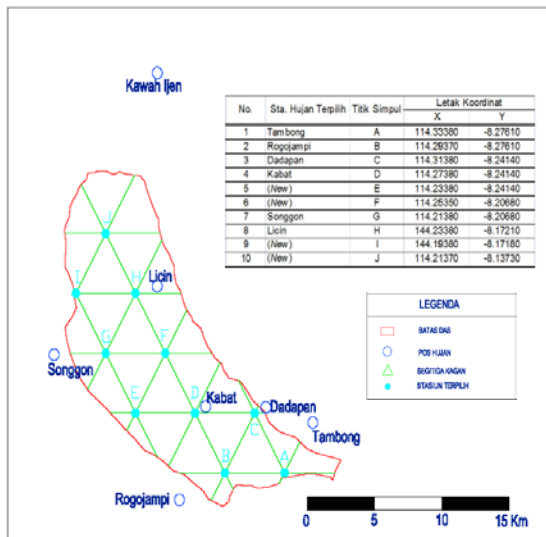 Kawah Ijen
No. Sta. Hujan Terpilih Titik Simpul Letak Koordinat
X Y
1 Tambong A 114.33380 -8.27610
2 Rogojampi B 114.29370 -8.27610
3 Dadapan C 114.31380 -8.24140
4 Kabat D 114.27380 -8.24140
5 (New) E 114.23380 -8.24140
6 (New) F 114.25350 -8.20680
7 Songgon G 114.21380 -8.20680
8 Licin H 144.23380 -8.17210
9 (New) I 144.19380 -8.17180
10 (New) J 114.21370 -8.13730
J
I H
Licin
G F
Songgon
E D Kabat C Dadapan
Tambong
B A
Rogojampi
LEGENDA
BATAS DAS
POS HUJAN
SEGITIGA KAGAN
STASIUN TERPILIH
0 5 10 15 Km